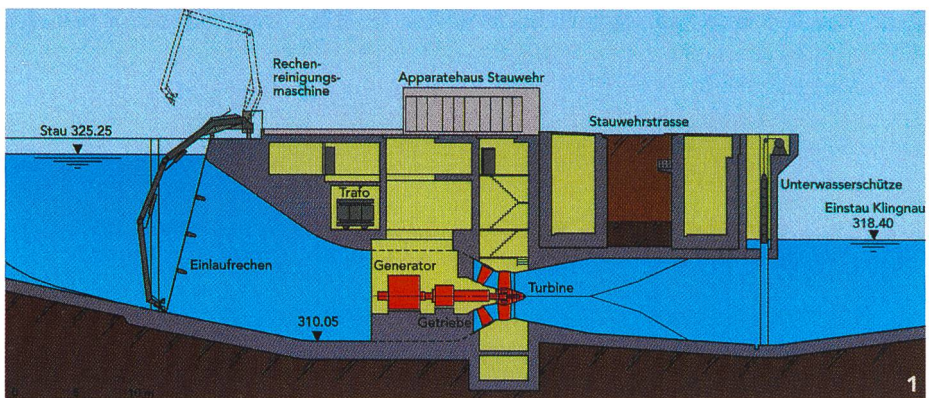 Rechen-
reinigungs-
maschine
Apparatehaus Stauwehr
Stauwehrstrasse
Stau 325.25
Trafo
Unterwasserschütze
Einstau Klingnau
318.40
Einlaufrechen
Generator
Turbine
Getriebe
310.05
1